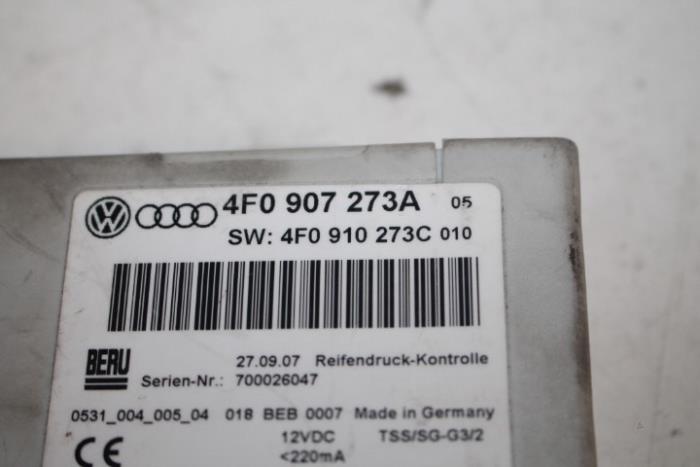 4F0 907 273A 05
SW: 4F0 910 273C 010
BERU
27.09.07 Reifendruck-Kontrolle
Serien-Nr.: 700026047
0531_004_005_04 018 BEB 0007 Made in Germany
CE 12VDC TSS/SG-G3/2
<220mA